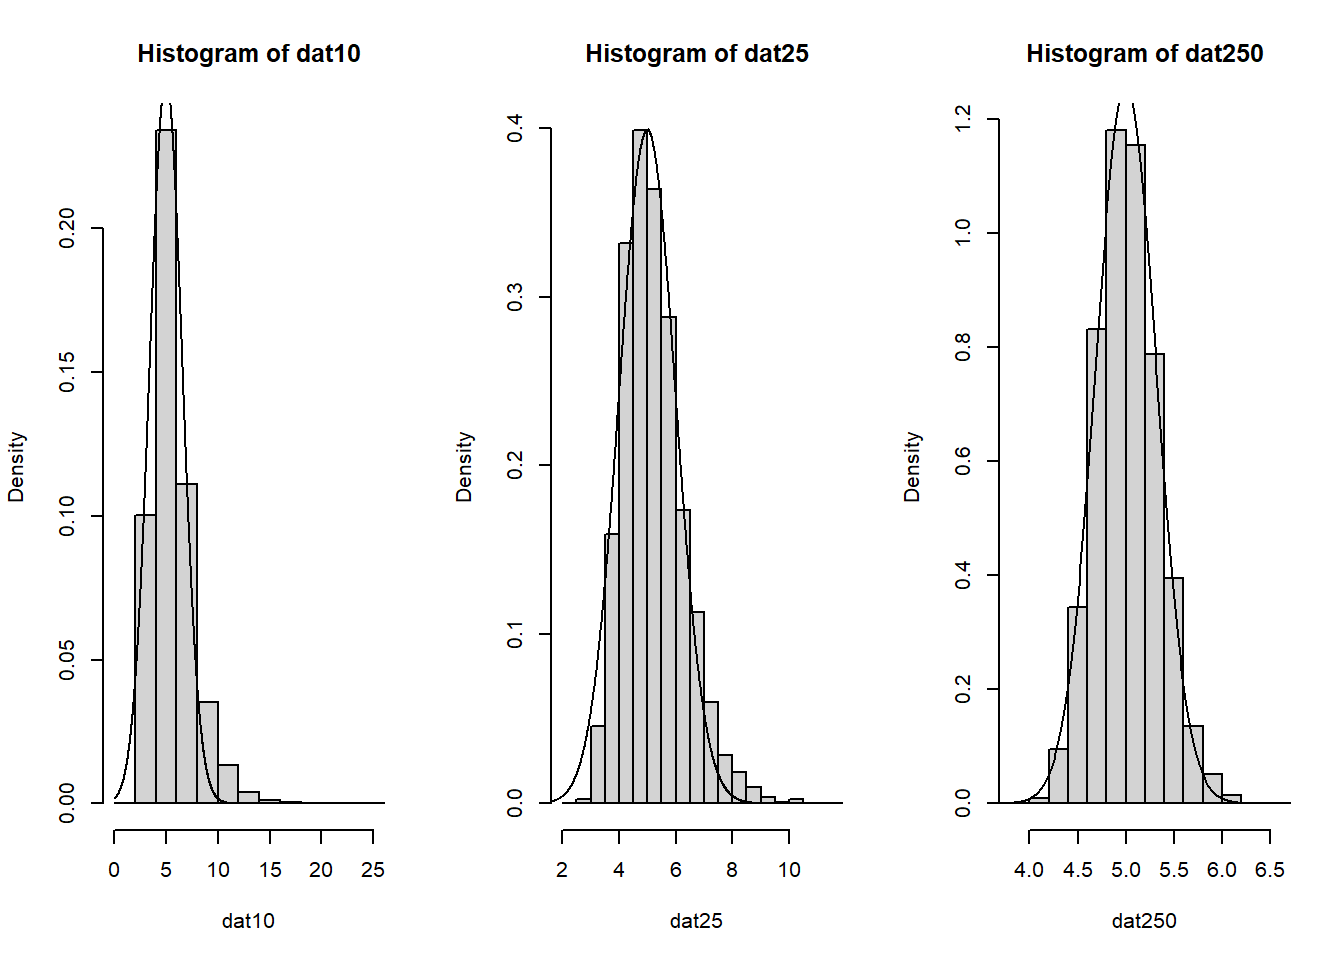 Histogram of dat10
Density
0.00 0.05 0.10 0.15 0.20
0 5 10 15 20 25
dat10
Histogram of dat25
Density
0.0 0.1 0.2 0.3 0.4
2 4 6 8 10
dat25
Histogram of dat250
Density
0.0 0.2 0.4 0.6 0.8 1.0 1.2
4.0 4.5 5.0 5.5 6.0 6.5
dat250